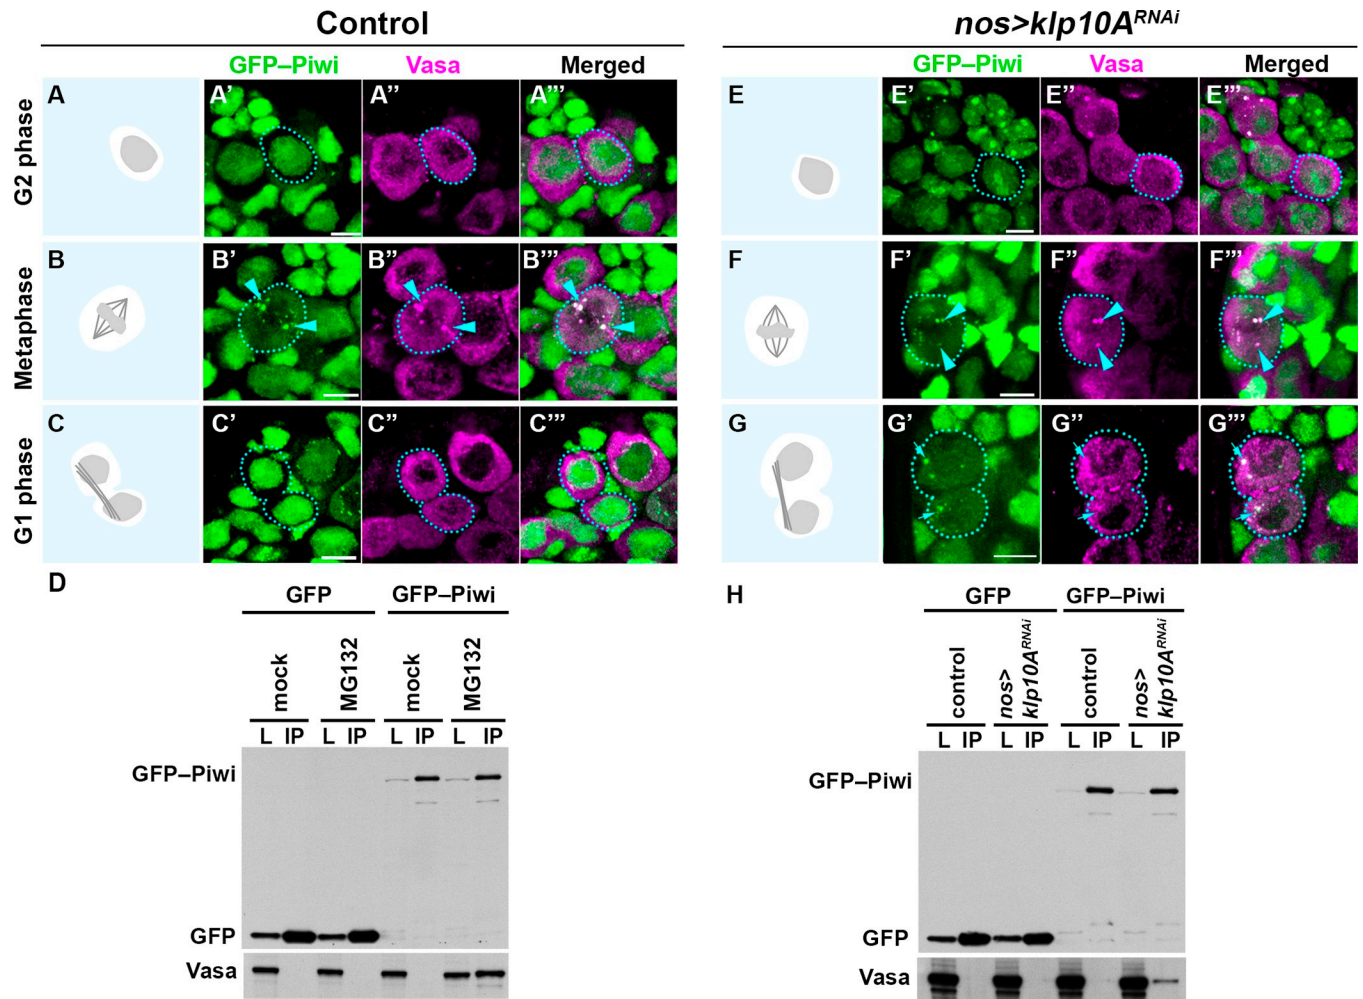 Control
nos>klp10A^RNAi
GFP–Piwi Vasa Merged
GFP–Piwi Vasa Merged
G2 phase
A A' A'' A'''
E E' E'' E'''
Metaphase
B B' B'' B'''
F F' F'' F'''
G1 phase
C C' C'' C'''
G G' G'' G'''
D
GFP GFP–Piwi
mock MG132 mock MG132
L IP L IP L IP L IP
GFP–Piwi
GFP
Vasa
H
GFP GFP–Piwi
control nos> klp10A^RNAi control nos> klp10A^RNAi
L IP L IP L IP L IP
GFP–Piwi
GFP
Vasa